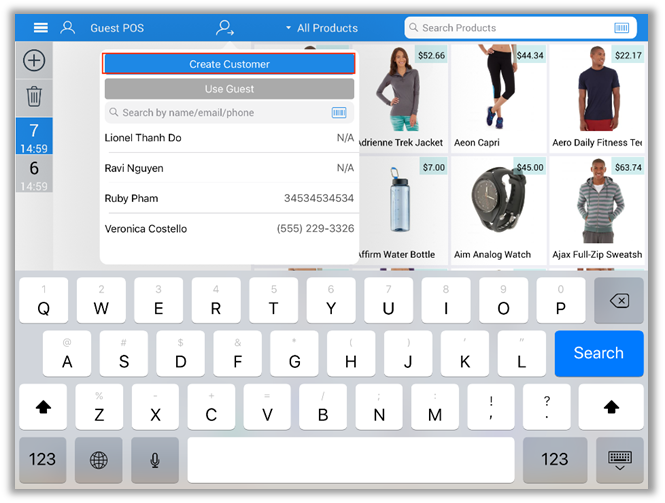 Guest POS
All Products
Search Products
Create Customer
Use Guest
Search by name/email/phone
Lionel Thanh Do N/A
Ravi Nguyen N/A
Ruby Pham 34534534534
Veronica Costello (555) 229-3326
7
14:59
6
14:59
$52.66
$44.34
$22.17
Adrienne Trek Jacket
Aeon Capri
Aero Daily Fitness Tee
$7.00
$45.00
$63.74
Affirm Water Bottle
Aim Analog Watch
Ajax Full-Zip Sweatsh
1 2 3 4 5 6 7 8 9 0
Q W E R T Y U I O P
@ # $ & * ( ) ' "
A S D F G H J K L
Search
% - + = / ; :
Z X C V B N M ! , ? .
123
123